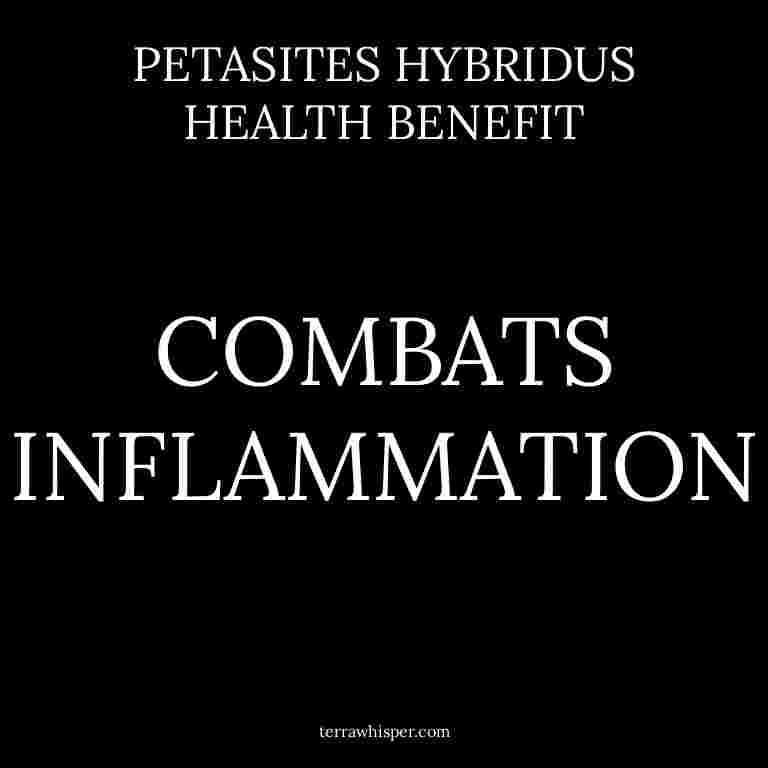 PETASITES HYBRIDUS
HEALTH BENEFIT
COMBATS
INFLAMMATION
terrawhisper.com